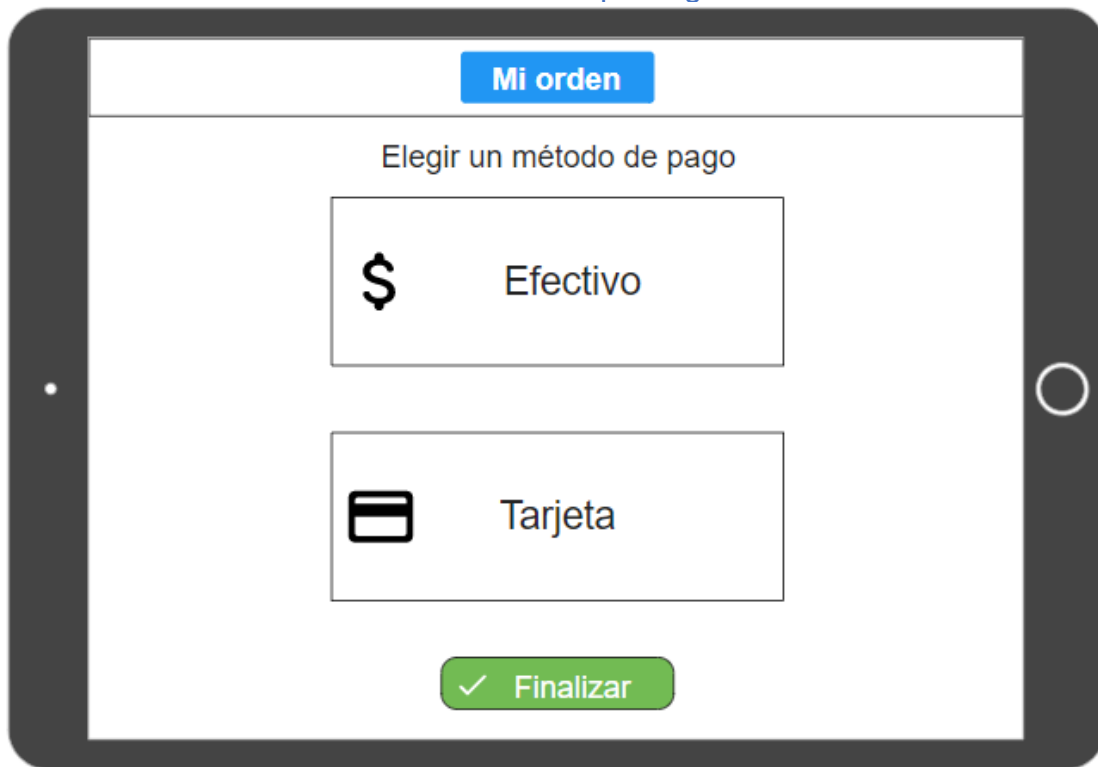 Mi orden
Elegir un método de pago
Efectivo
Tarjeta
Finalizar